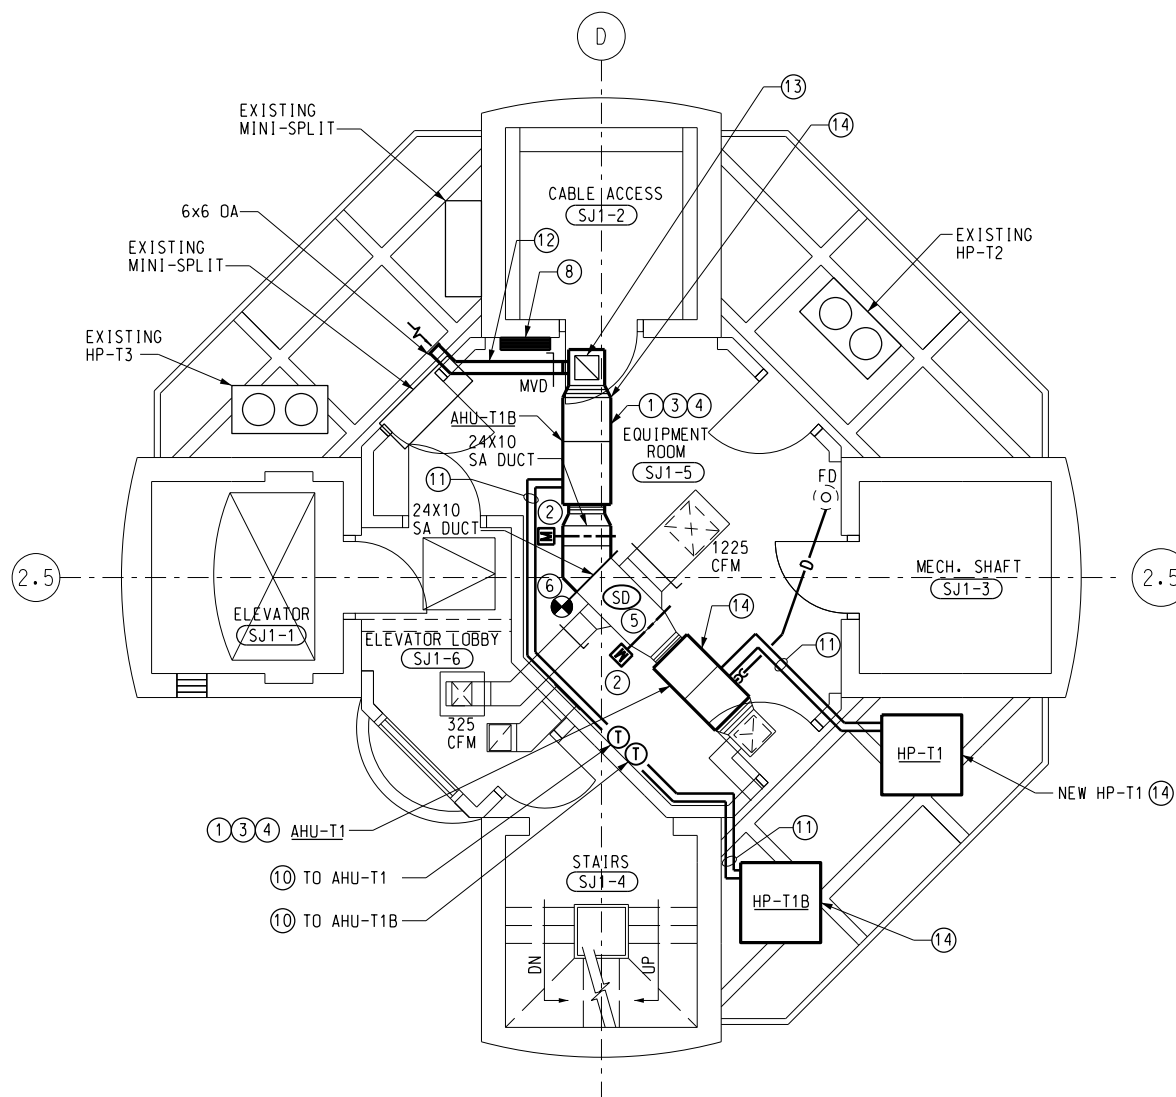 D
EXISTING
MINI-SPLIT
13
14
CABLE ACCESS
SJ1-2
6x6 OA
12
EXISTING
HP-T2
EXISTING
MINI-SPLIT
8
EXISTING
HP-T3
MVD
AHU-T1B
1 3 4
24X10
SA DUCT
EQUIPMENT
ROOM
SJ1-5
11
FD
2
24X10
SA DUCT
M
1225
CFM
D
2.5
MECH. SHAFT
SJ1-3
2.5
6
SD
5
14
ELEVATOR
SJ1-1
ELEVATOR LOBBY
SJ1-6
M
2
11
325
CFM
T
T
HP-T1
NEW HP-T1 14
1 3 4 AHU-T1
11
10 TO AHU-T1
STAIRS
SJ1-4
HP-T1B
10 TO AHU-T1B
14
DN
UP